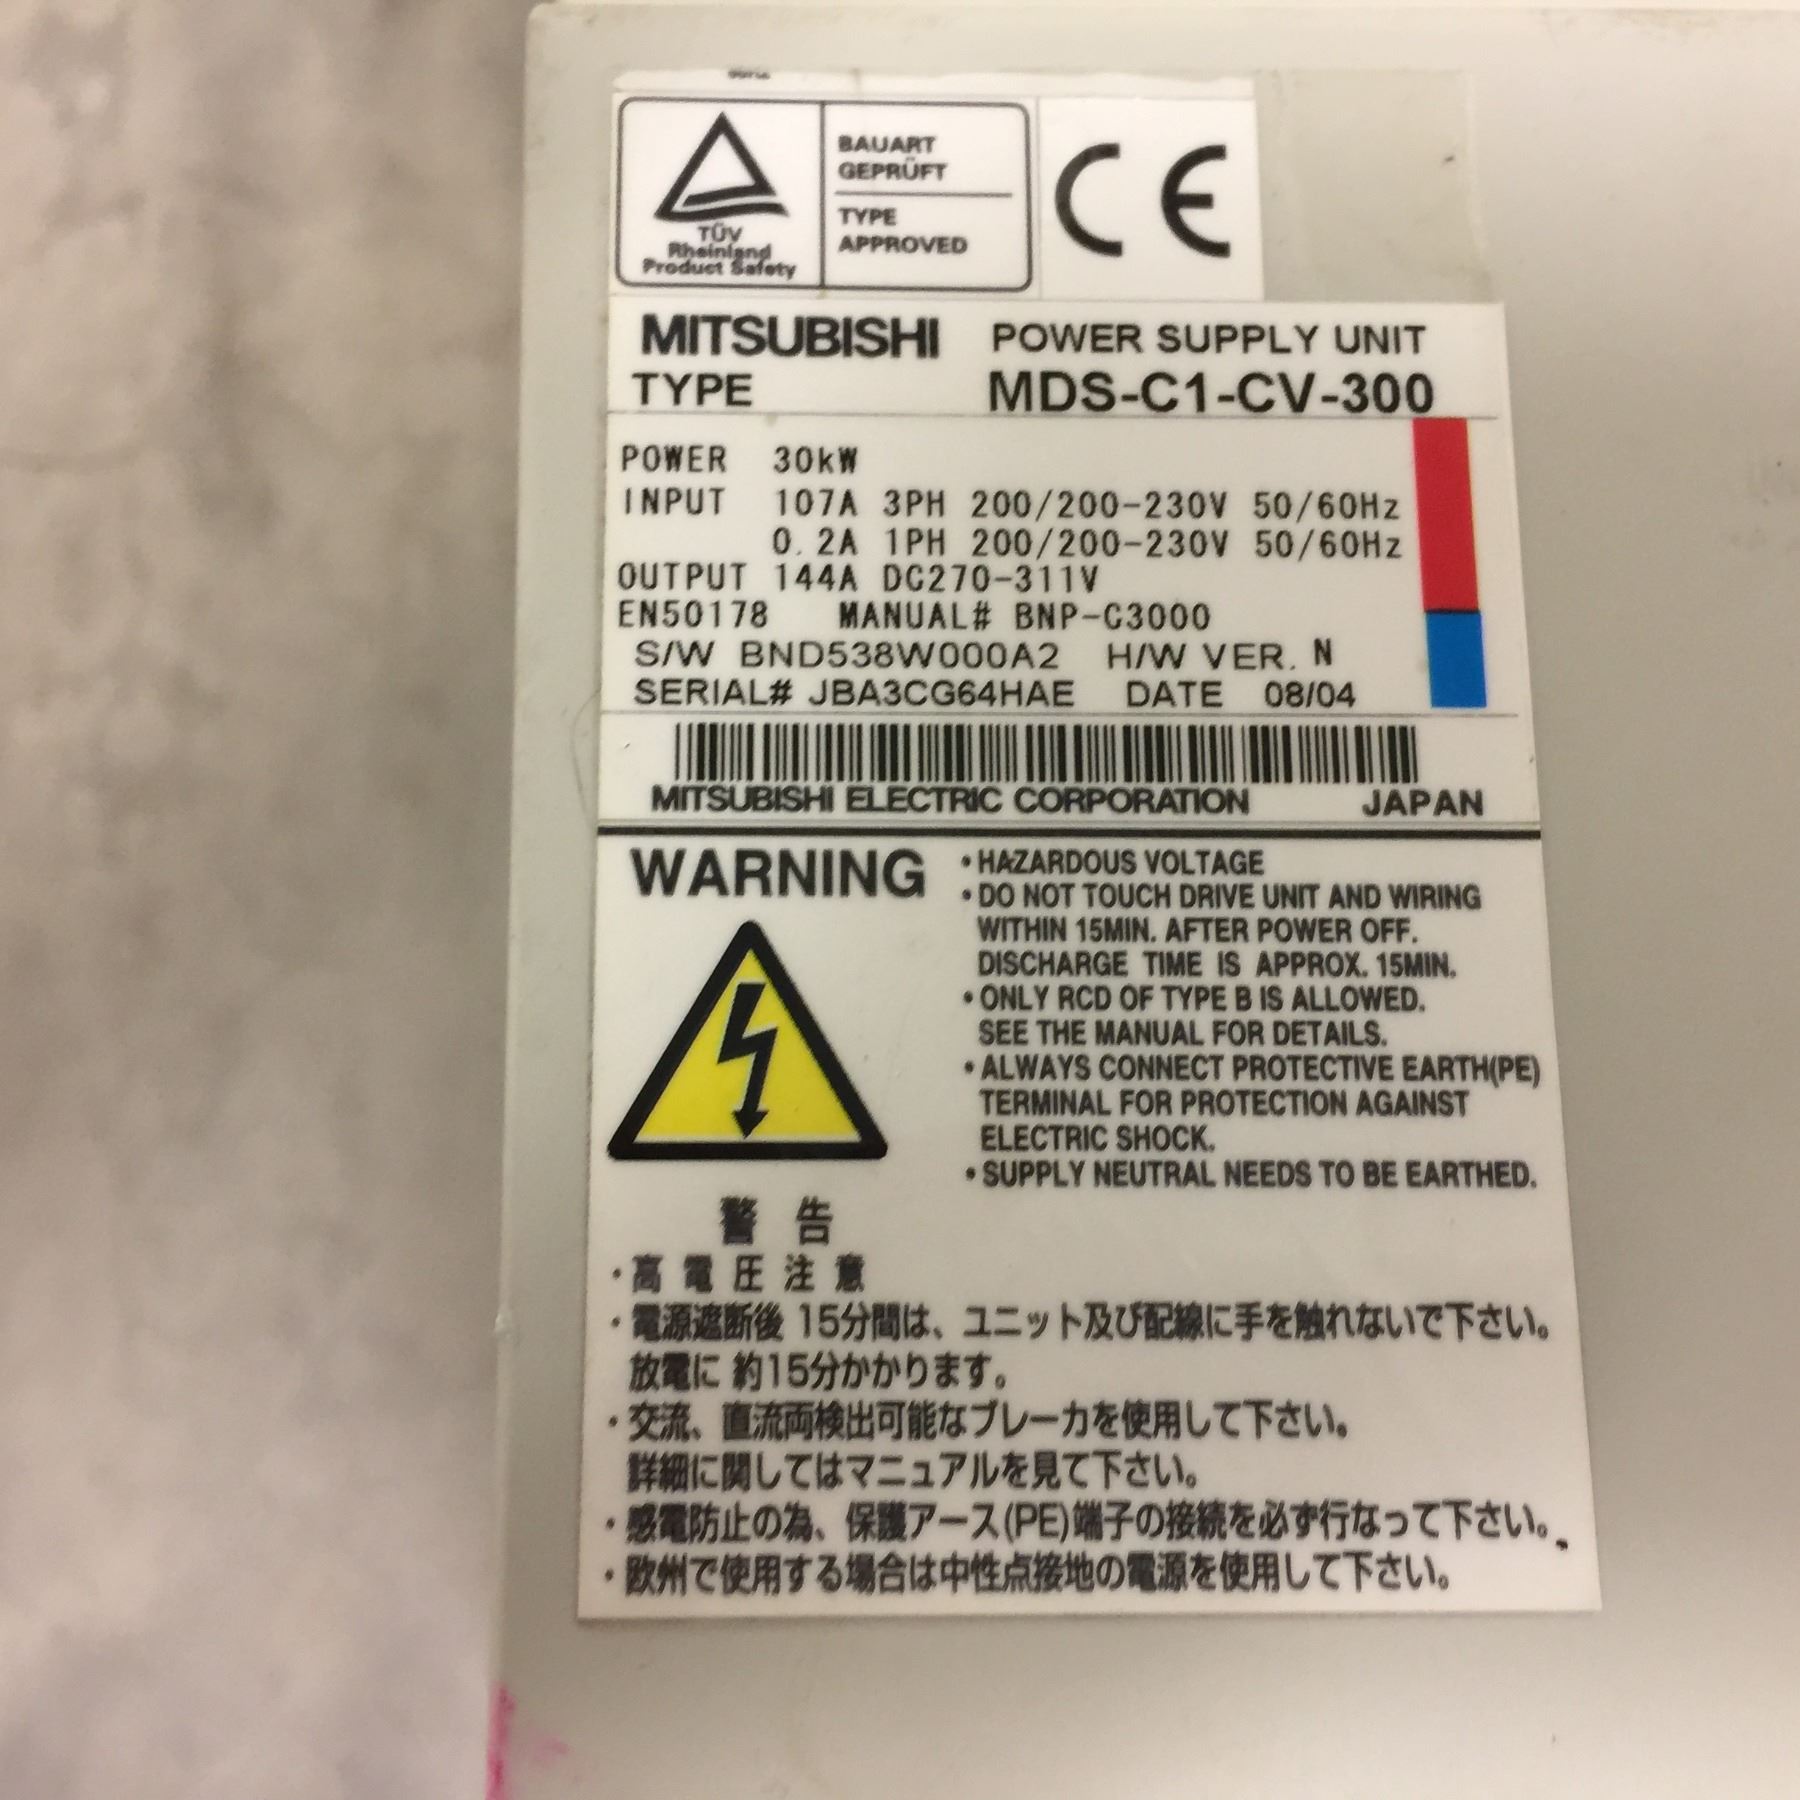 BAUART
GEPRÜFT
TYPE
APPROVED
TÜV
Rheinland
Product Safety
CE
MITSUBISHI POWER SUPPLY UNIT
TYPE MDS-C1-CV-300
POWER 30kW
INPUT 107A 3PH 200/200-230V 50/60Hz
0.2A 1PH 200/200-230V 50/60Hz
OUTPUT 144A DC270-311V
EN50178 MANUAL# BNP-C3000
S/W BND538W000A2 H/W VER. N
SERIAL# JBA3CG64HAE DATE 08/04
MITSUBISHI ELECTRIC CORPORATION JAPAN
WARNING
・HAZARDOUS VOLTAGE
・DO NOT TOUCH DRIVE UNIT AND WIRING
WITHIN 15MIN. AFTER POWER OFF.
DISCHARGE TIME IS APPROX. 15MIN.
・ONLY RCD OF TYPE B IS ALLOWED.
SEE THE MANUAL FOR DETAILS.
・ALWAYS CONNECT PROTECTIVE EARTH(PE)
TERMINAL FOR PROTECTION AGAINST
ELECTRIC SHOCK.
・SUPPLY NEUTRAL NEEDS TO BE EARTHED.
警 告
・高 電 圧 注 意
・電源遮断後 15分間は、ユニット及び配線に手を触れないで下さい。
放電に 約15分かかります。
・交流、直流両検出可能なブレーカを使用して下さい。
詳細に関してはマニュアルを見て下さい。
・感電防止の為、保護アース(PE)端子の接続を必ず行なって下さい。
・欧州で使用する場合は中性点接地の電源を使用して下さい。